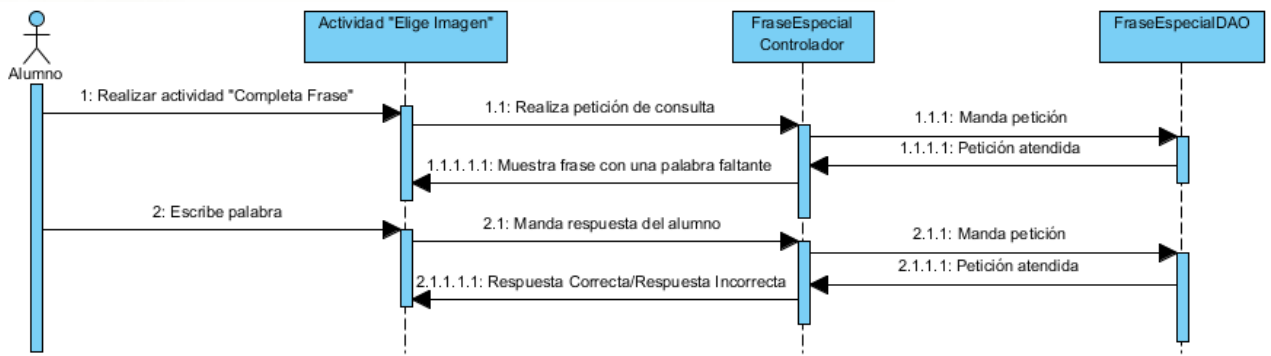 Actividad "Elige Imagen"
FraseEspecial
Controlador
FraseEspecialDAO
Alumno
1: Realizar actividad "Completa Frase"
1.1: Realiza petición de consulta
1.1.1: Manda petición
1.1.1.1: Petición atendida
1.1.1.1.1: Muestra frase con una palabra faltante
2: Escribe palabra
2.1: Manda respuesta del alumno
2.1.1: Manda petición
2.1.1.1: Petición atendida
2.1.1.1.1: Respuesta Correcta/Respuesta Incorrecta